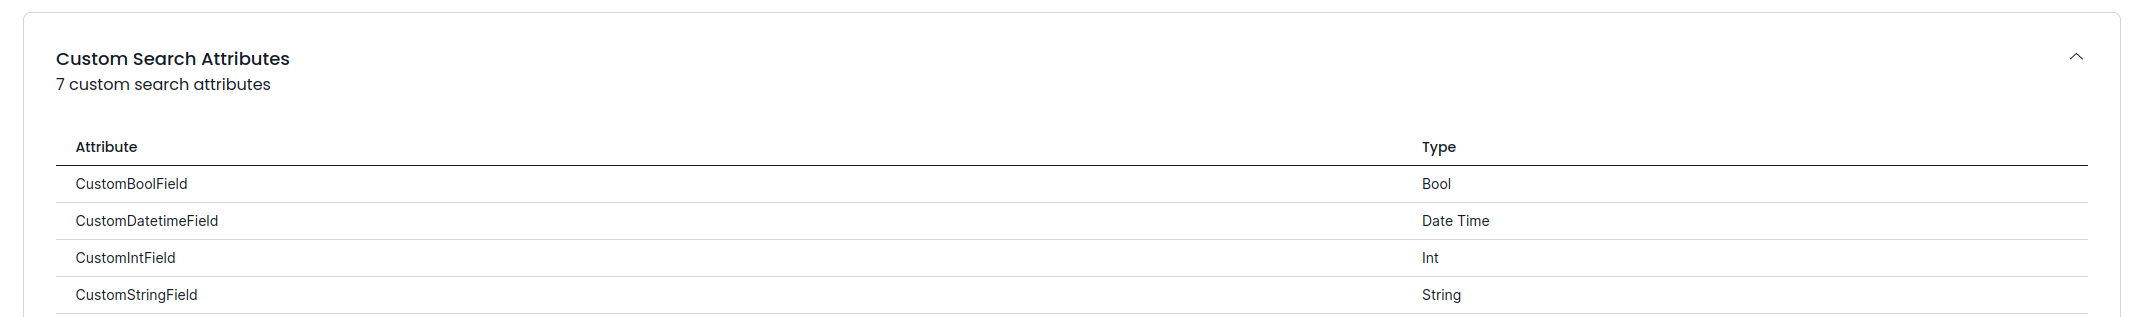 Custom Search Attributes
7 custom search attributes
Attribute Type
CustomBoolField Bool
CustomDatetimeField Date Time
CustomIntField Int
CustomStringField String